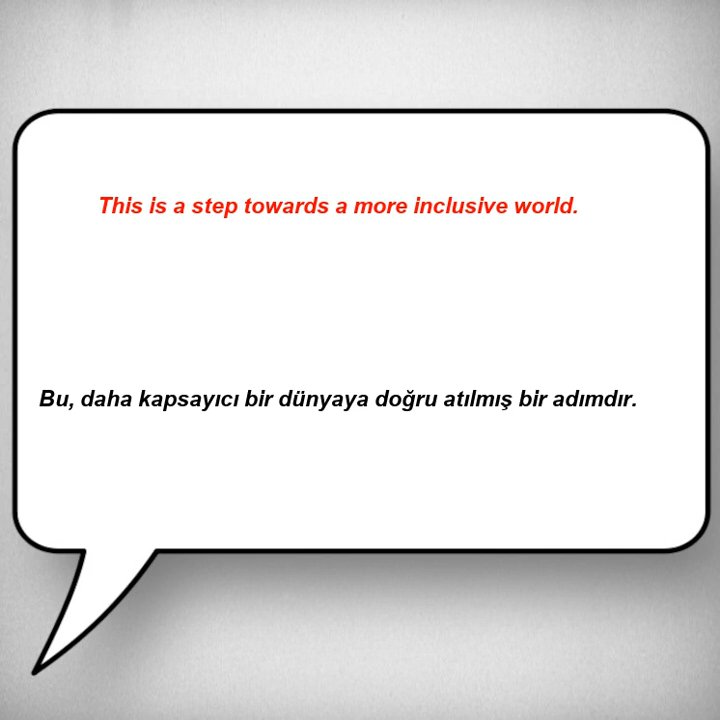 This is a step towards a more inclusive world.
Bu, daha kapsayıcı bir dünyaya doğru atılmış bir adımdır.